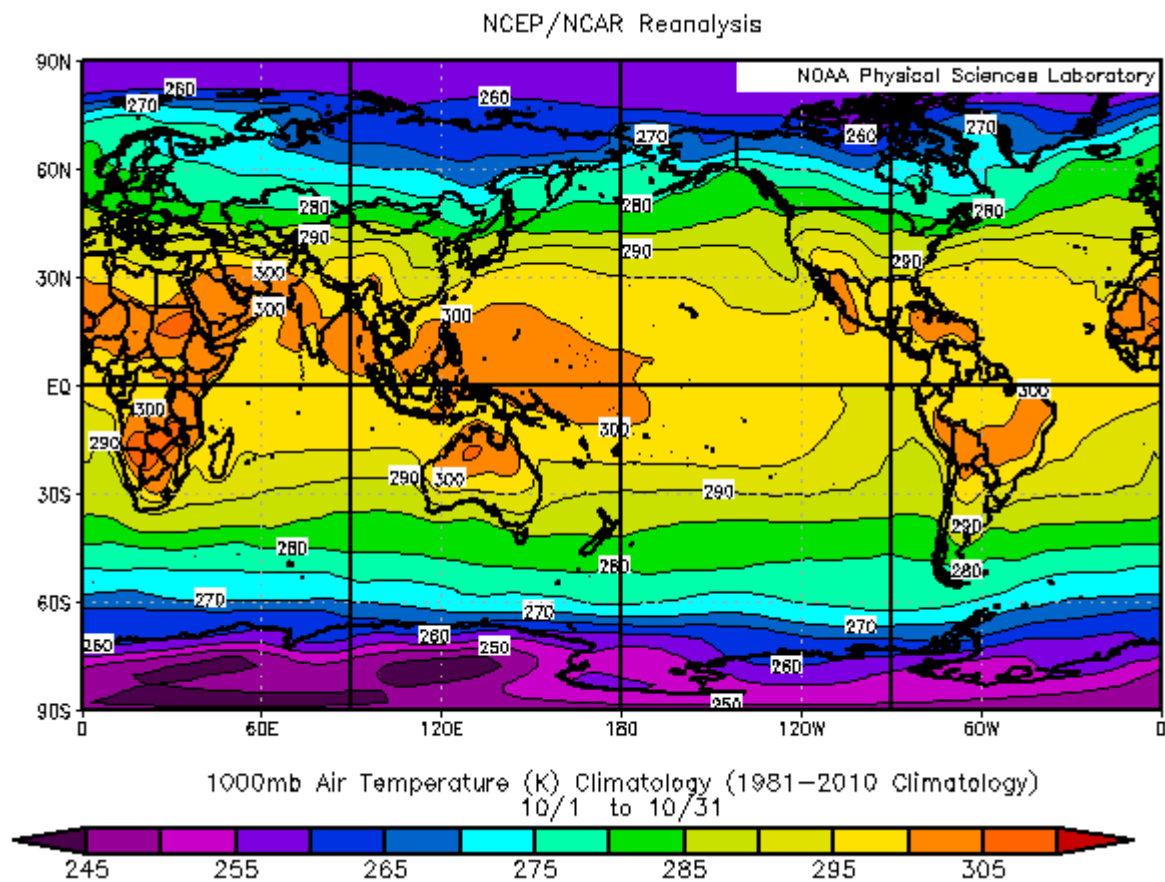 NCEP/NCAR Reanalysis
90N
NOAA Physical Sciences Laboratory
260
260
270
270
260
270
60N
280
280
280
290
290
290
30N
300
300
300
EQ
300
300
290
300
290
300
290
30S
290
280
280
280
60S
270
270
270
260
260
250
260
250
90S
0
60E
120E
180
120W
60W
0
1000mb Air Temperature (K) Climatology (1981-2010 Climatology)
10/1 to 10/31
245
255
265
275
285
295
305